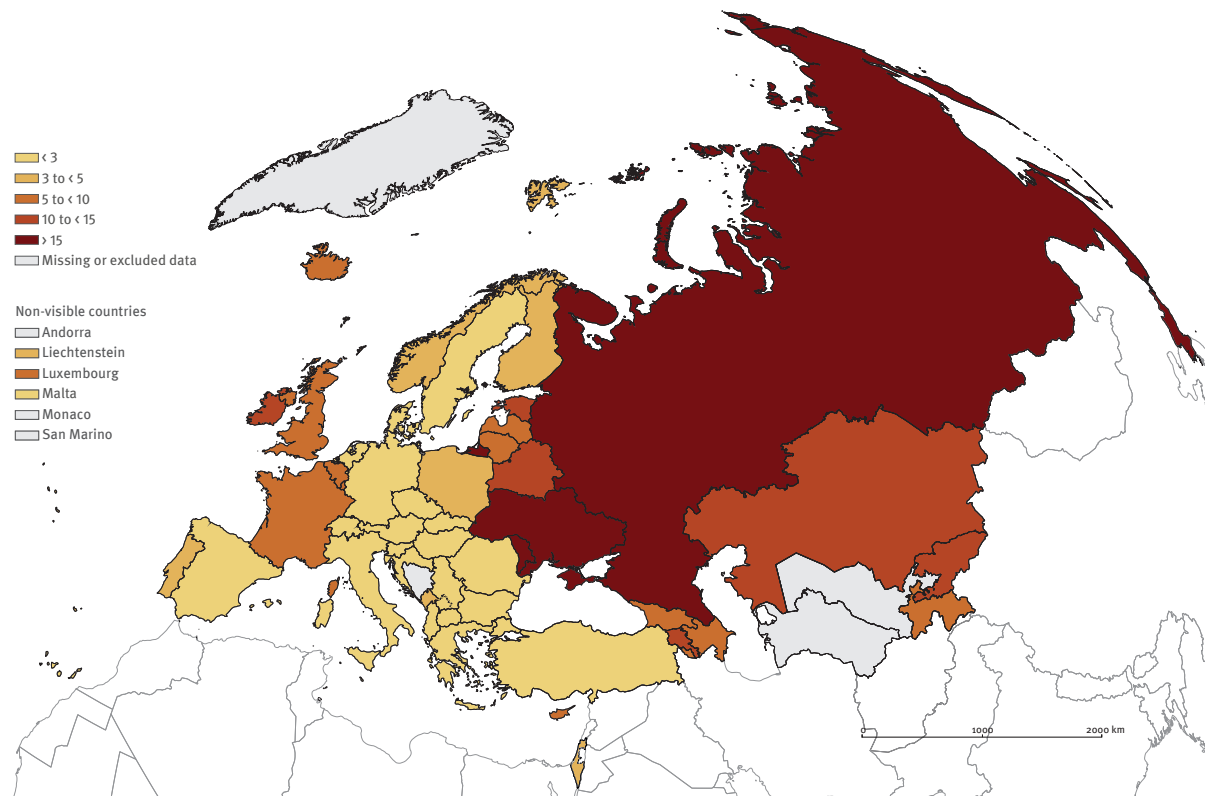 < 3
3 to < 5
5 to < 10
10 to < 15
> 15
Missing or excluded data
Non-visible countries
Andorra
Liechtenstein
Luxembourg
Malta
Monaco
San Marino
0 1000 2000 km